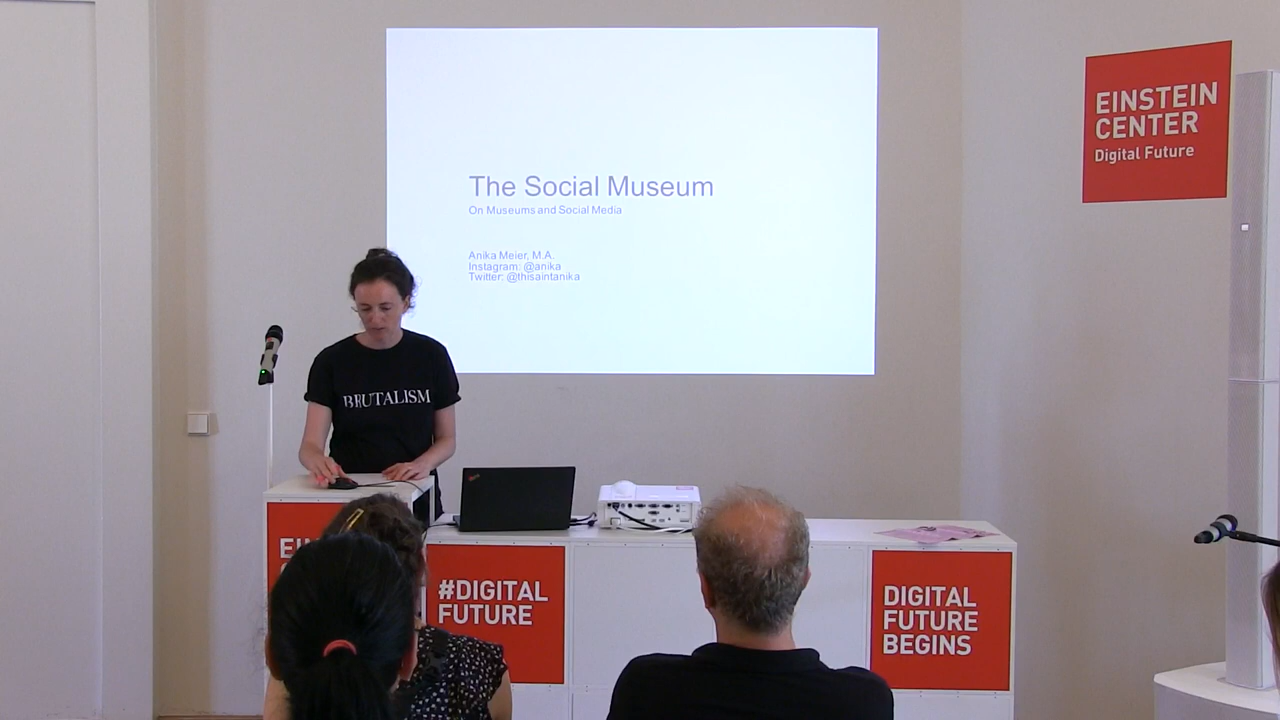 The Social Museum
On Museums and Social Media
Anika Meier, M.A.
Instagram: @anika
Twitter: @thisaintanika
EINSTEIN
CENTER
Digital Future
BRUTALISM
#DIGITAL
FUTURE
DIGITAL
FUTURE
BEGINS